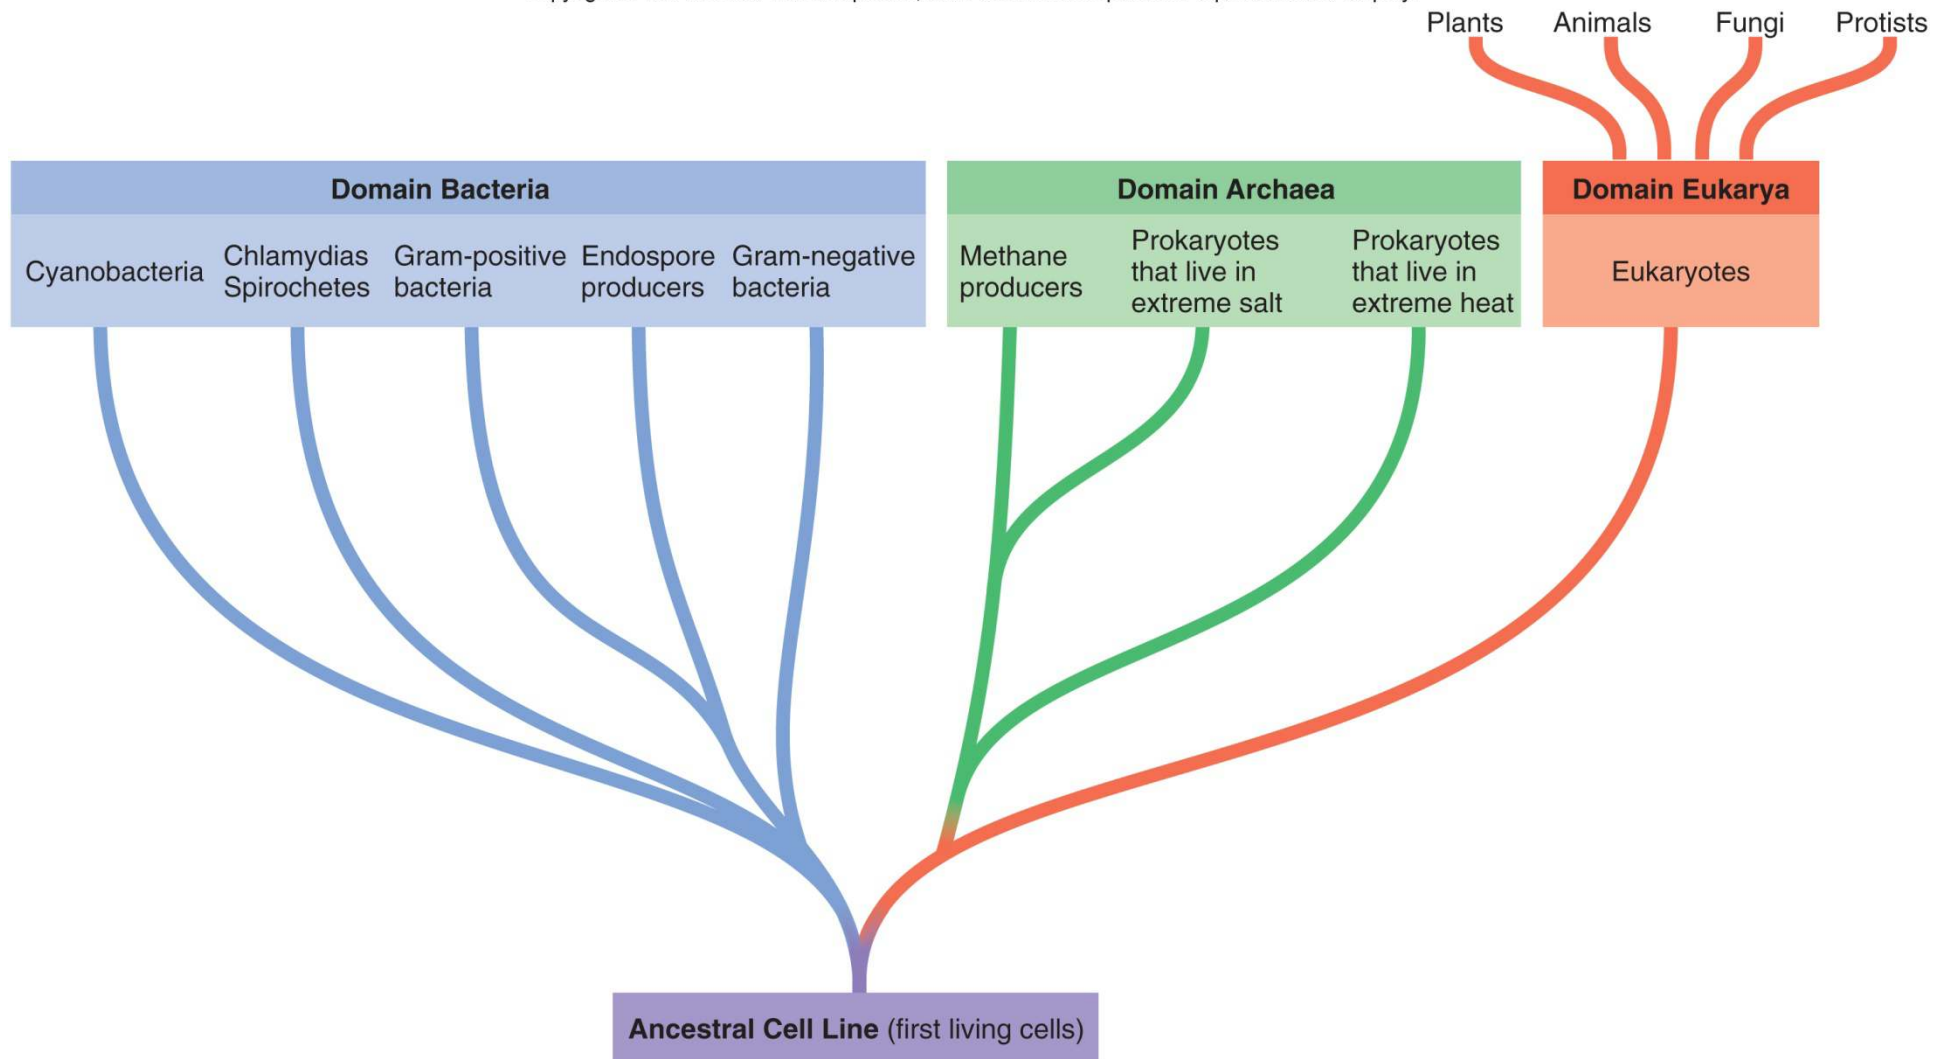 Plants
Animals
Fungi
Protists
Domain Bacteria
Cyanobacteria
Chlamydias
Spirochetes
Gram-positive
bacteria
Endospore
producers
Gram-negative
bacteria
Domain Archaea
Methane
producers
Prokaryotes
that live in
extreme salt
Prokaryotes
that live in
extreme heat
Domain Eukarya
Eukaryotes
Ancestral Cell Line (first living cells)